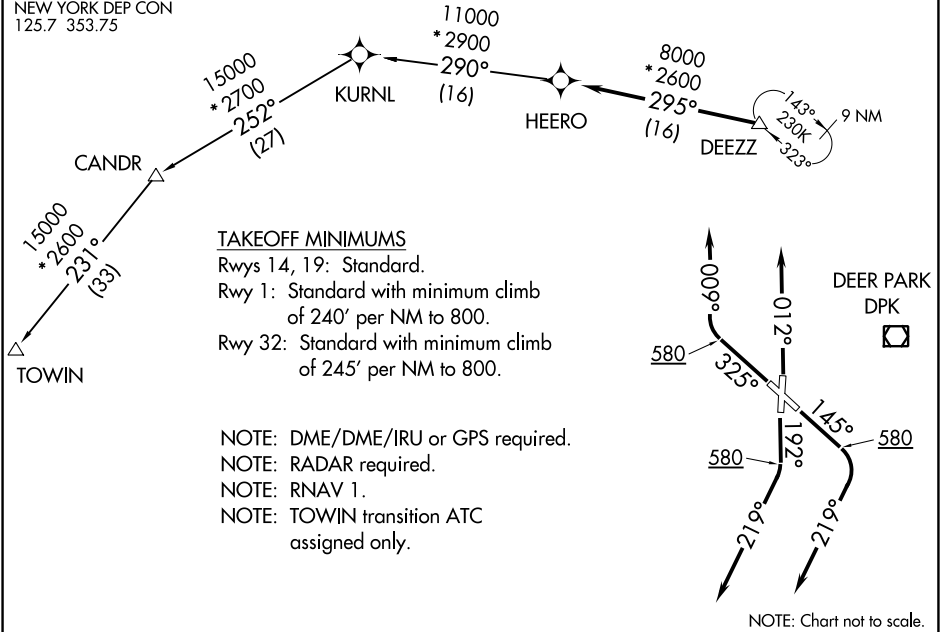 NEW YORK DEP CON
125.7 353.75
11000
*2900
290°
(16)
8000
*2600
295°
(16)
15000
*2700
252°
(27)
KURNL
HEERO
DEEZZ
143°
230K
323°
9 NM
CANDR
15000
*2600
231°
(33)
TOWIN
TAKEOFF MINIMUMS
Rwys 14, 19: Standard.
Rwy 1: Standard with minimum climb
of 240' per NM to 800.
Rwy 32: Standard with minimum climb
of 245' per NM to 800.
NOTE: DME/DME/IRU or GPS required.
NOTE: RADAR required.
NOTE: RNAV 1.
NOTE: TOWIN transition ATC
assigned only.
009°
012°
DEER PARK
DPK
580
325°
145°
192°
580
580
219°
219°
NOTE: Chart not to scale.